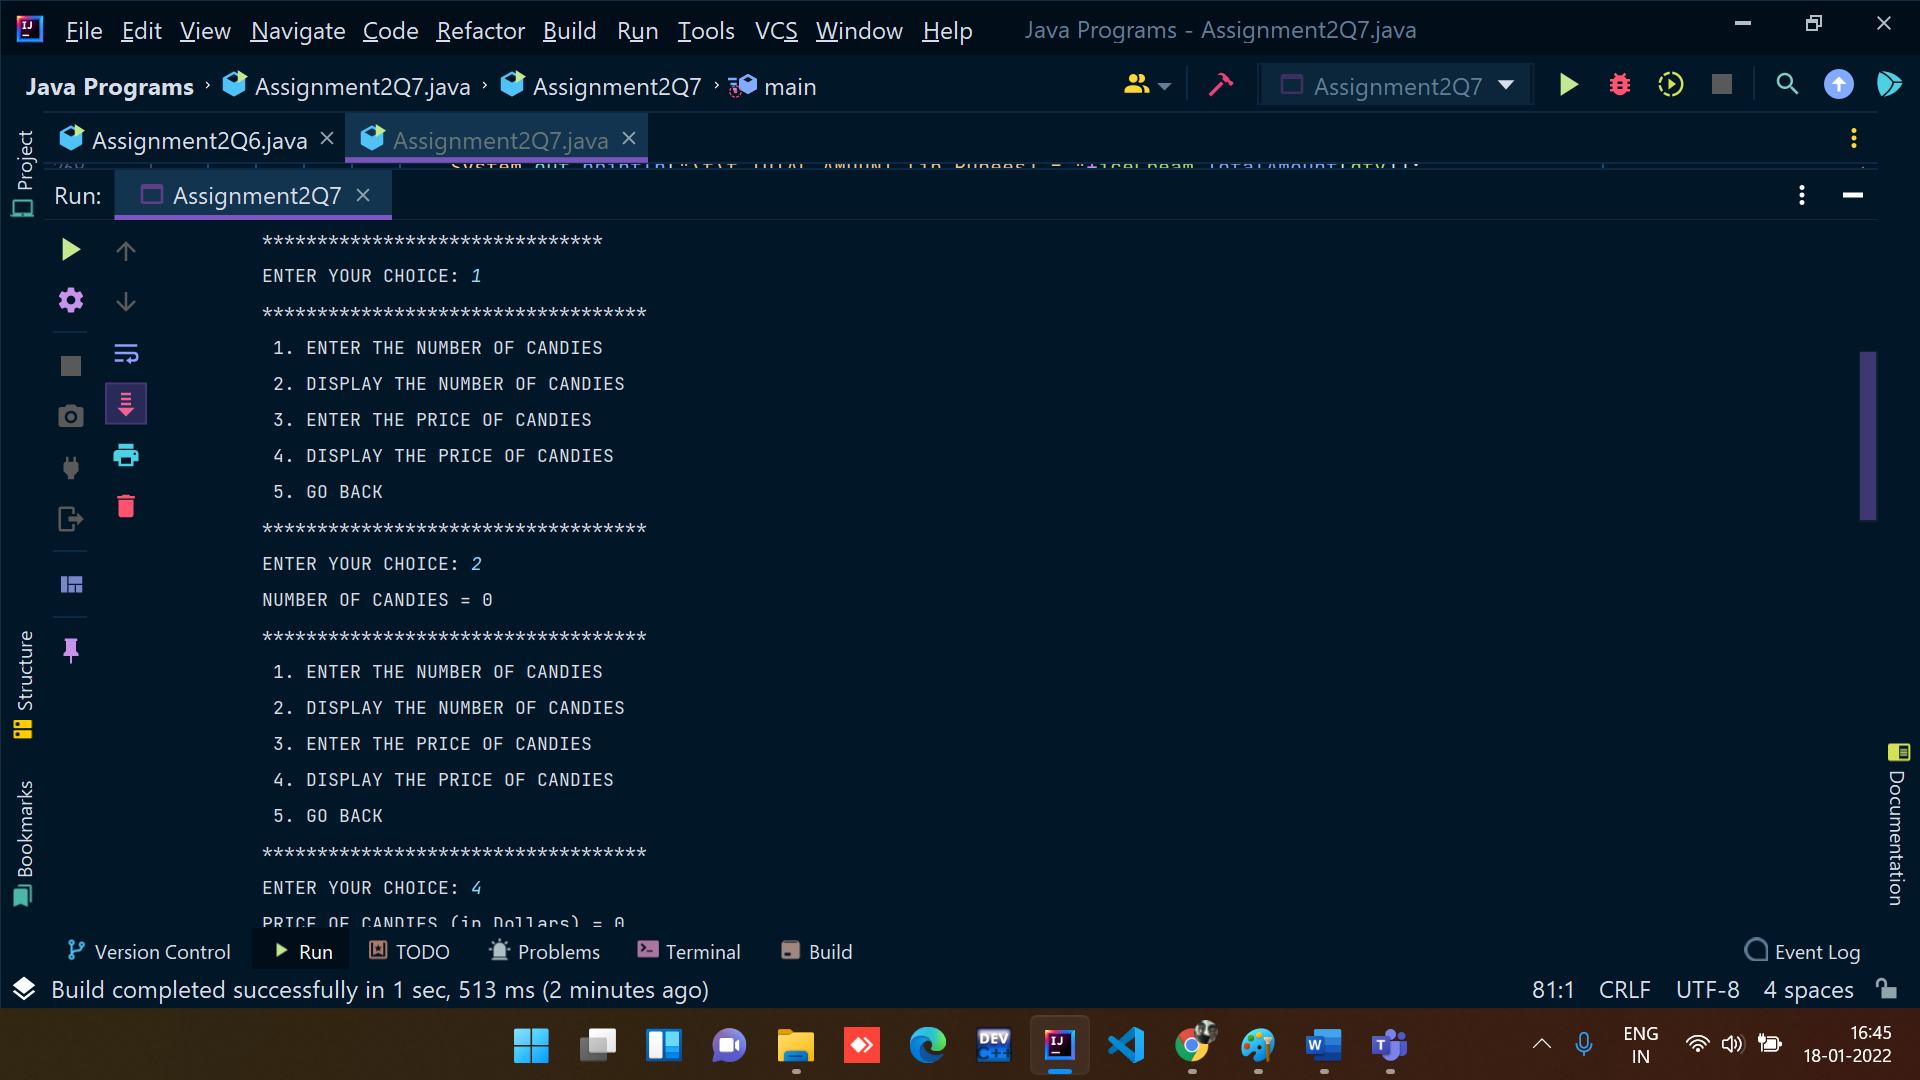 File Edit View Navigate Code Refactor Build Run Tools VCS Window Help Java Programs - Assignment2Q7.java
Java Programs › Assignment2Q7.java › Assignment2Q7 › main Assignment2Q7
Assignment2Q6.java Assignment2Q7.java
Project
Run: Assignment2Q7
*******************************
ENTER YOUR CHOICE: 1
***********************************
1. ENTER THE NUMBER OF CANDIES
2. DISPLAY THE NUMBER OF CANDIES
3. ENTER THE PRICE OF CANDIES
4. DISPLAY THE PRICE OF CANDIES
5. GO BACK
***********************************
ENTER YOUR CHOICE: 2
NUMBER OF CANDIES = 0
***********************************
1. ENTER THE NUMBER OF CANDIES
2. DISPLAY THE NUMBER OF CANDIES
3. ENTER THE PRICE OF CANDIES
4. DISPLAY THE PRICE OF CANDIES
5. GO BACK
***********************************
ENTER YOUR CHOICE: 4
PRICE OF CANDIES (in Dollars) = 0
Structure
Bookmarks
Documentation
Version Control Run TODO Problems Terminal Build Event Log
Build completed successfully in 1 sec, 513 ms (2 minutes ago) 81:1 CRLF UTF-8 4 spaces
DEV
C++
IJ
W
T
ENG
IN
16:45
18-01-2022